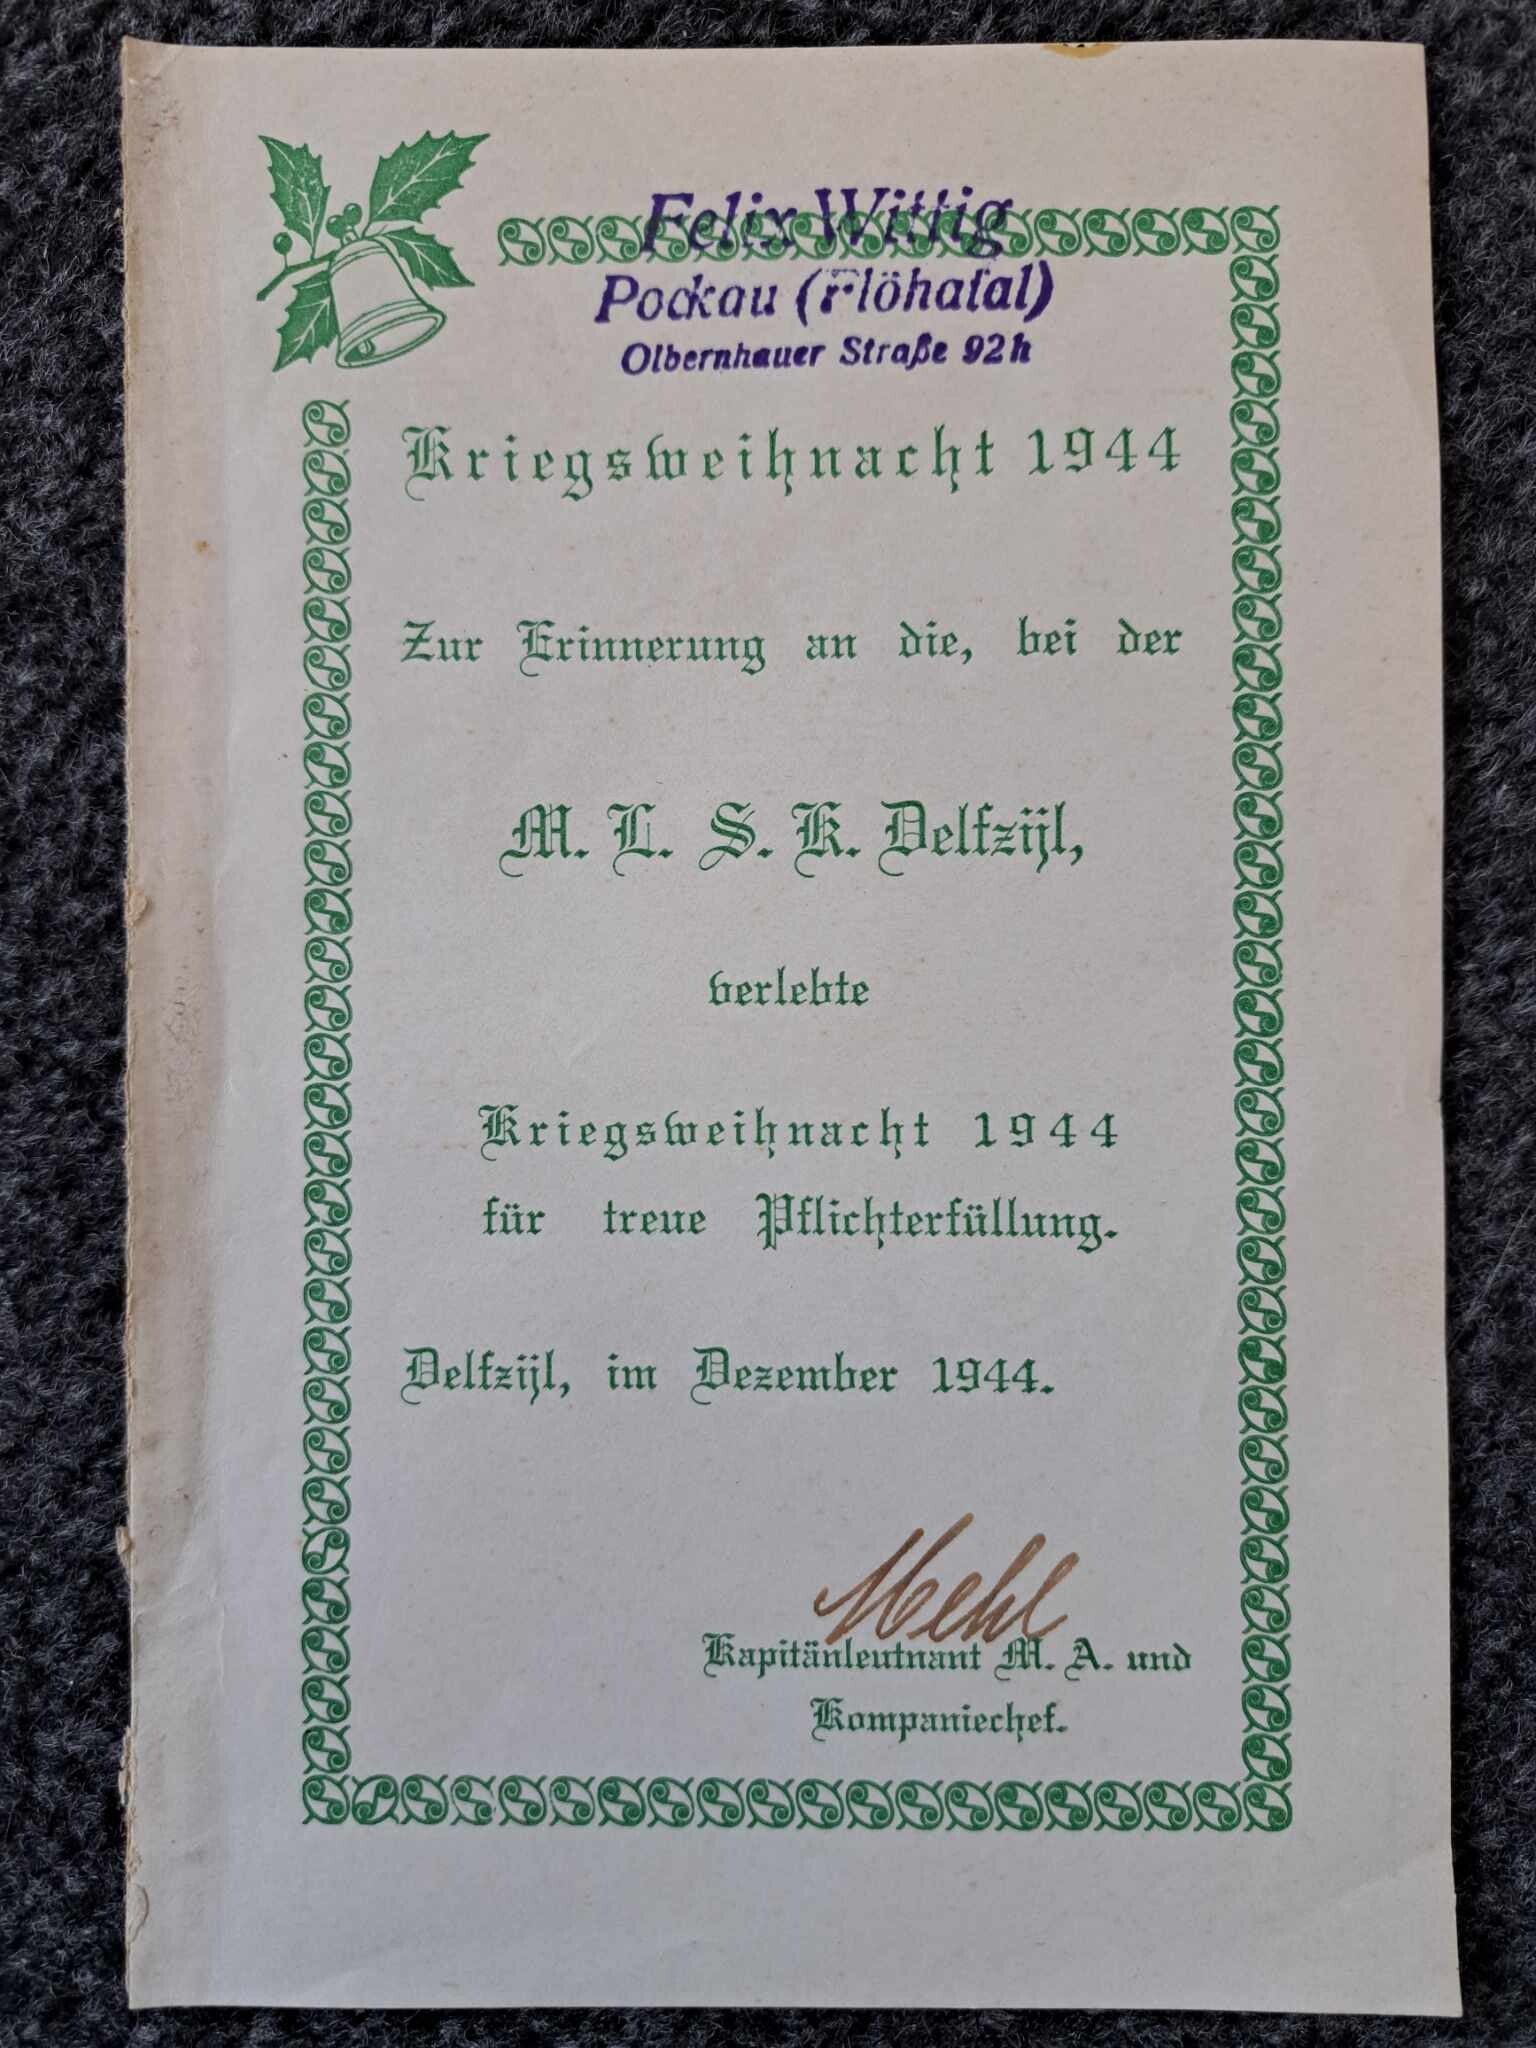 Felix Wittig
Pockau (Flöhatal)
Olbernhauer Straße 92h
Kriegsweihnacht 1944
Zur Erinnerung an die, bei der
M. L. S. K. Delfzijl,
verlebte
Kriegsweihnacht 1944
für treue Pflichterfüllung.
Delfzijl, im Dezember 1944.
Mehl
Kapitänleutnant M. A. und
Kompaniechef.